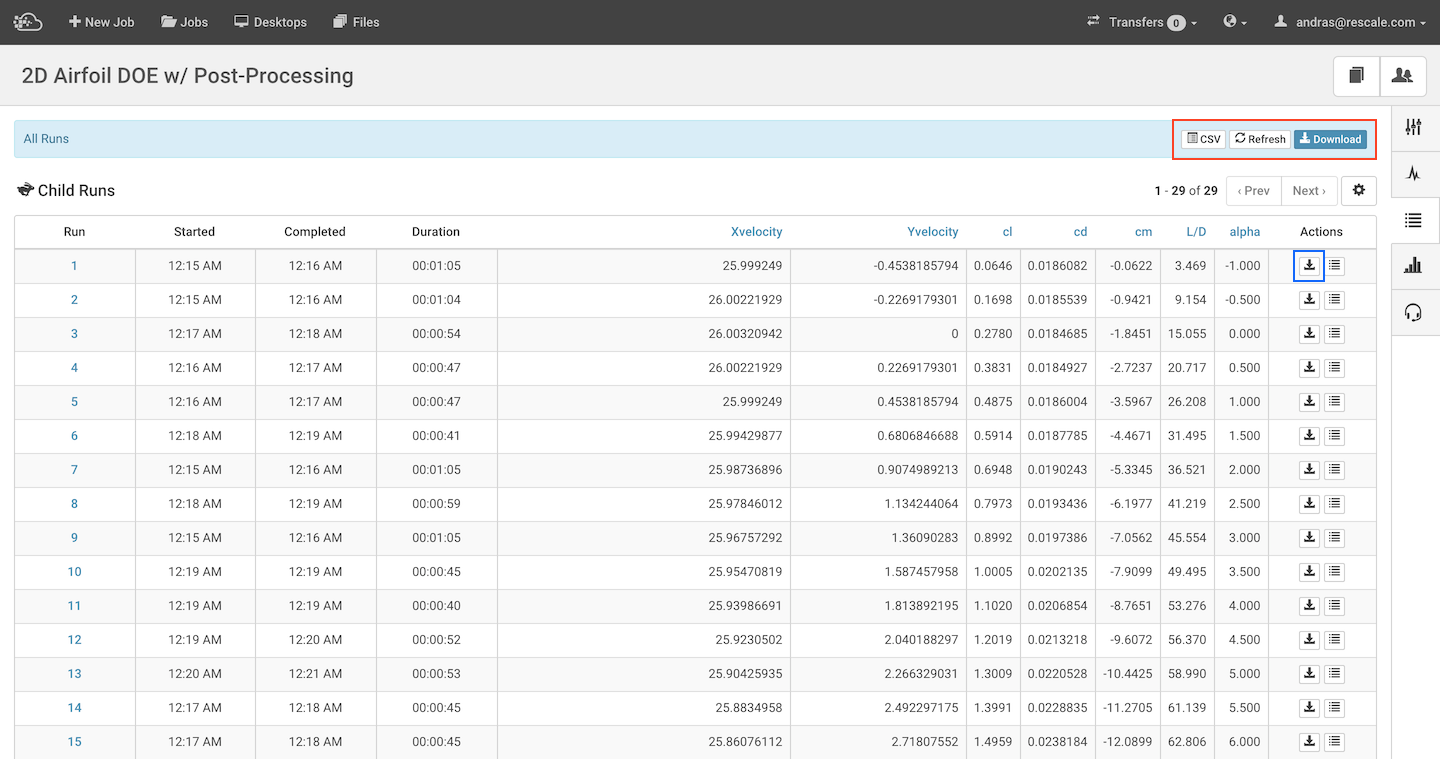 New Job Jobs Desktops Files Transfers 0 andras@rescale.com
2D Airfoil DOE w/ Post-Processing
All Runs CSV Refresh Download
Child Runs 1 - 29 of 29 ‹ Prev Next ›
Run Started Completed Duration Xvelocity Yvelocity cl cd cm L/D alpha Actions
1 12:15 AM 12:16 AM 00:01:05 25.999249 -0.4538185794 0.0646 0.0186082 -0.0622 3.469 -1.000
2 12:15 AM 12:16 AM 00:01:04 26.00221929 -0.2269179301 0.1698 0.0185539 -0.9421 9.154 -0.500
3 12:17 AM 12:18 AM 00:00:54 26.00320942 0 0.2780 0.0184685 -1.8451 15.055 0.000
4 12:16 AM 12:17 AM 00:00:47 26.00221929 0.2269179301 0.3831 0.0184927 -2.7237 20.717 0.500
5 12:16 AM 12:17 AM 00:00:47 25.999249 0.4538185794 0.4875 0.0186004 -3.5967 26.208 1.000
6 12:18 AM 12:19 AM 00:00:41 25.99429877 0.6806846688 0.5914 0.0187785 -4.4671 31.495 1.500
7 12:15 AM 12:16 AM 00:01:05 25.98736896 0.9074989213 0.6948 0.0190243 -5.3345 36.521 2.000
8 12:18 AM 12:19 AM 00:00:59 25.97846012 1.134244064 0.7973 0.0193436 -6.1977 41.219 2.500
9 12:15 AM 12:16 AM 00:01:05 25.96757292 1.36090283 0.8992 0.0197386 -7.0562 45.554 3.000
10 12:19 AM 12:19 AM 00:00:45 25.95470819 1.587457958 1.0005 0.0202135 -7.9099 49.495 3.500
11 12:19 AM 12:19 AM 00:00:40 25.93986691 1.813892195 1.1020 0.0206854 -8.7651 53.276 4.000
12 12:19 AM 12:20 AM 00:00:52 25.9230502 2.040188297 1.2019 0.0213218 -9.6072 56.370 4.500
13 12:20 AM 12:21 AM 00:00:53 25.90425935 2.266329031 1.3009 0.0220528 -10.4425 58.990 5.000
14 12:17 AM 12:18 AM 00:00:45 25.8834958 2.492297175 1.3991 0.0228835 -11.2705 61.139 5.500
15 12:17 AM 12:18 AM 00:00:45 25.86076112 2.71807552 1.4959 0.0238184 -12.0899 62.806 6.000